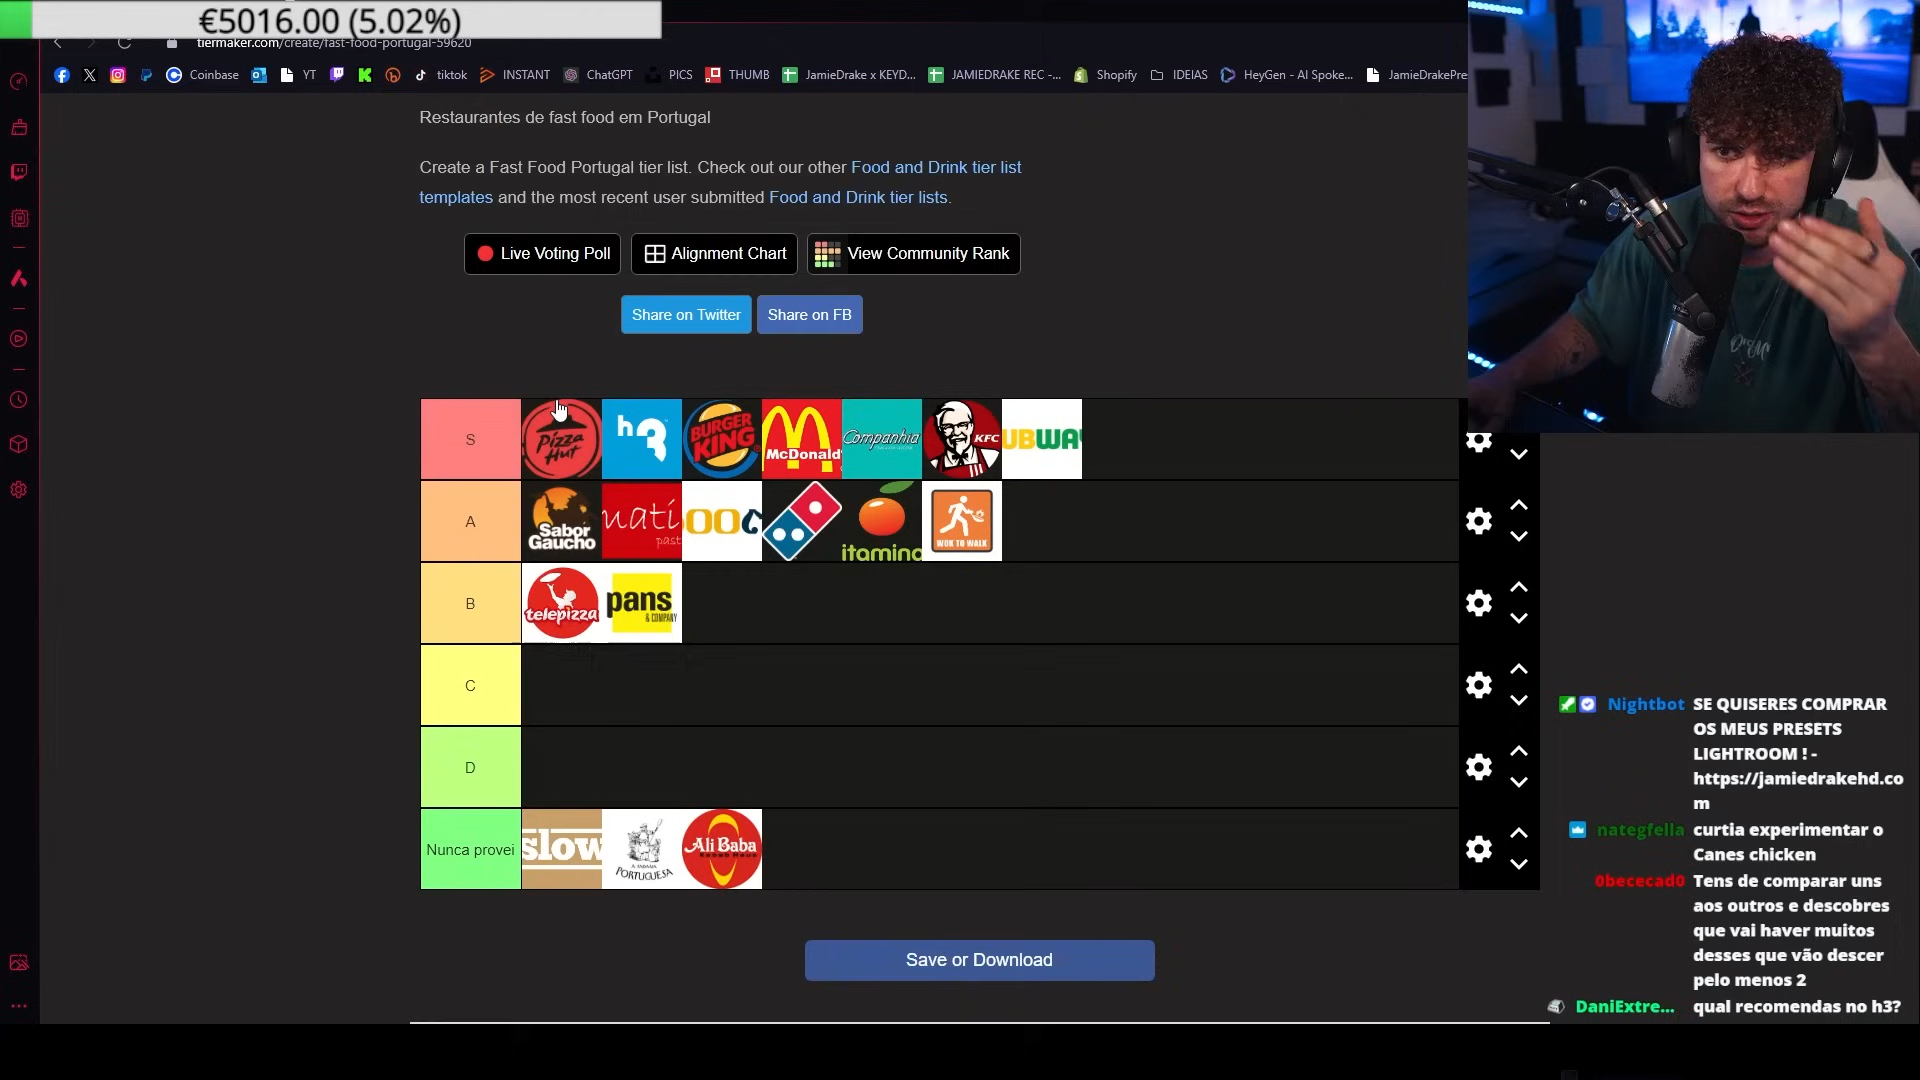 €5016.00 (5.02%)
tiermaker.com/create/fast-food-portugal-59620
Coinbase
YT
tiktok
INSTANT
ChatGPT
PICS
THUMB
JamieDrake x KEYD...
JAMIEDRAKE REC -...
Shopify
IDEIAS
HeyGen - AI Spoke...
JamieDrakePre
Restaurantes de fast food em Portugal
Create a Fast Food Portugal tier list. Check out our other Food and Drink tier list
templates and the most recent user submitted Food and Drink tier lists.
Live Voting Poll
Alignment Chart
View Community Rank
Share on Twitter
Share on FB
S
Pizza Hut
h3
BURGER KING
McDonald'
Companhia
KFC
UBWA
A
Sabor Gaucho
nati
past
itamina
WOK TO WALK
B
telepizza
pans
& COMPANY
C
D
Nunca provei
slow
PORTUGUESA
Ali Baba
Kebab Haus
Save or Download
Nightbot SE QUISERES COMPRAR
OS MEUS PRESETS
LIGHTROOM ! -
https://jamiedrakehd.co
m
nategfella curtia experimentar o
Canes chicken
0bececad0 Tens de comparar uns
aos outros e descobres
que vai haver muitos
desses que vão descer
pelo menos 2
DaniExtre... qual recomendas no h3?